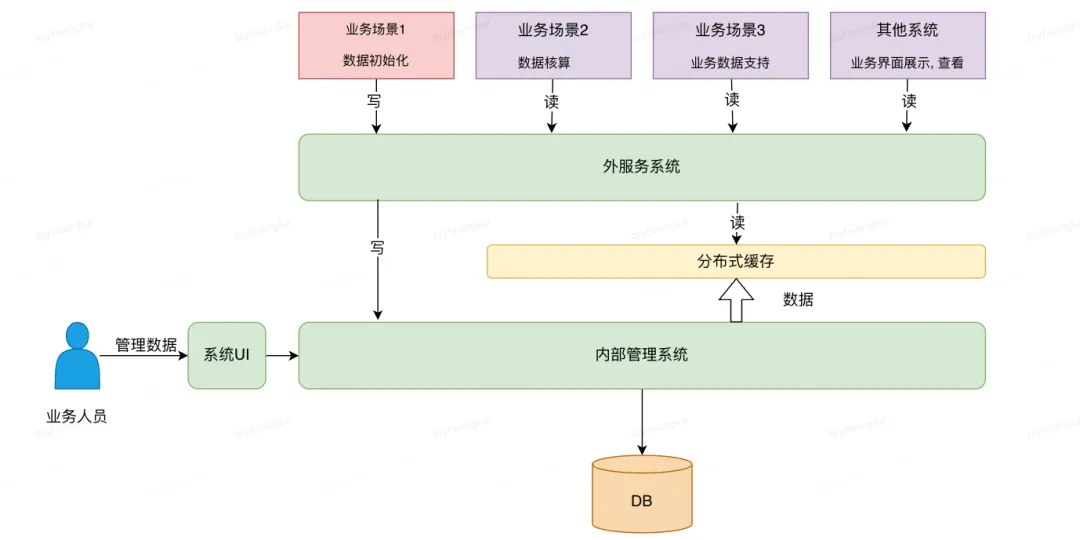 业务场景1
数据初始化
业务场景2
数据核算
业务场景3
业务数据支持
其他系统
业务界面展示, 查看
写
读
读
读
外服务系统
写
读
分布式缓存
数据
管理数据
系统UI
内部管理系统
业务人员
DB